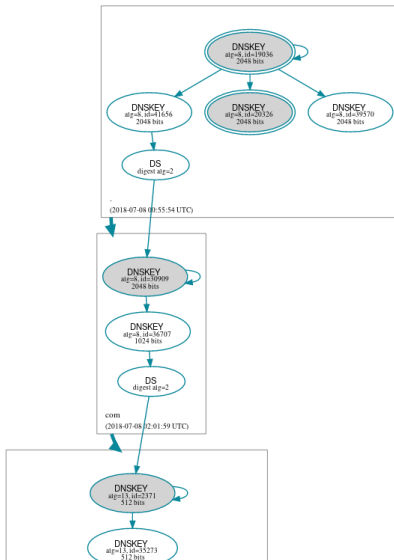 DNSKEY
alg=8, id=19036
2048 bits
DNSKEY
alg=8, id=41656
2048 bits
DNSKEY
alg=8, id=20326
2048 bits
DNSKEY
alg=8, id=39570
2048 bits
DS
digest alg=2
.
(2018-07-08 00:55:54 UTC)
DNSKEY
alg=8, id=30909
2048 bits
DNSKEY
alg=8, id=36707
1024 bits
DS
digest alg=2
com
(2018-07-08 02:01:59 UTC)
DNSKEY
alg=13, id=2371
512 bits
DNSKEY
alg=13, id=35273
512 bits